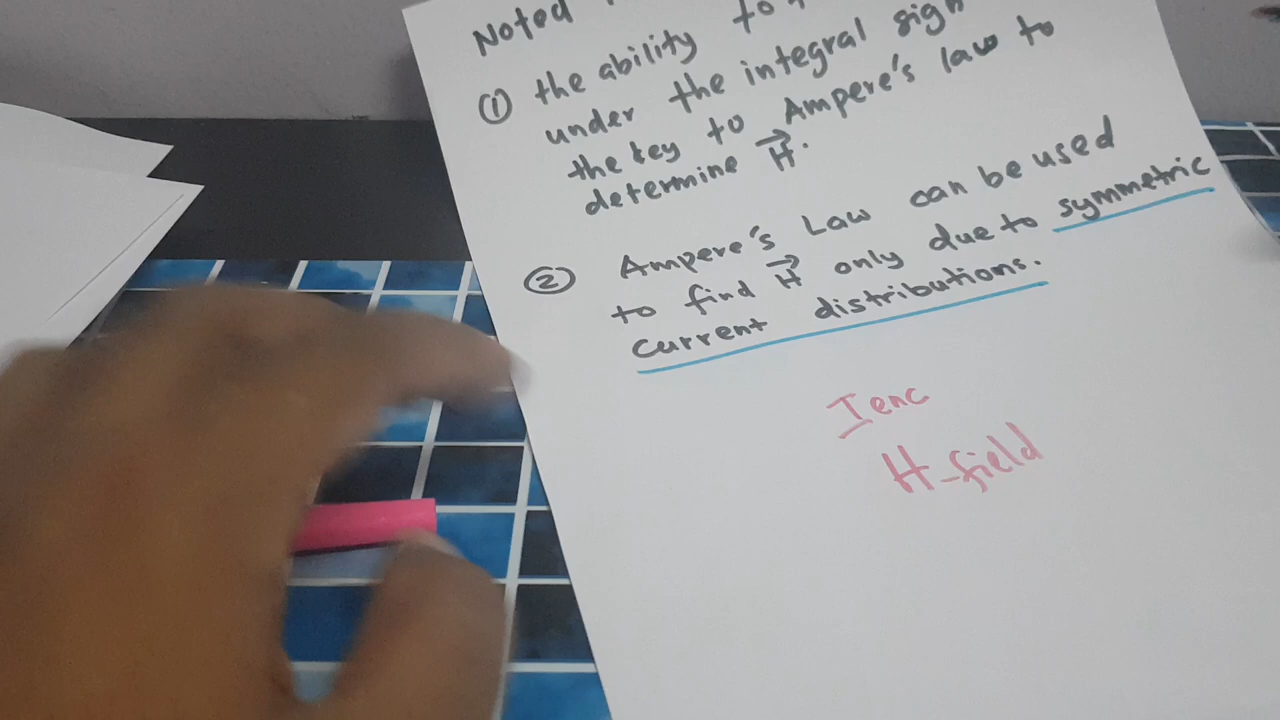 Noted
① the ability to
under the integral sign
the key to Ampere's law to
determine H⃗.
② Ampere's Law can be used
to find H⃗ only due to symmetric
current distributions.
Ienc
H-field